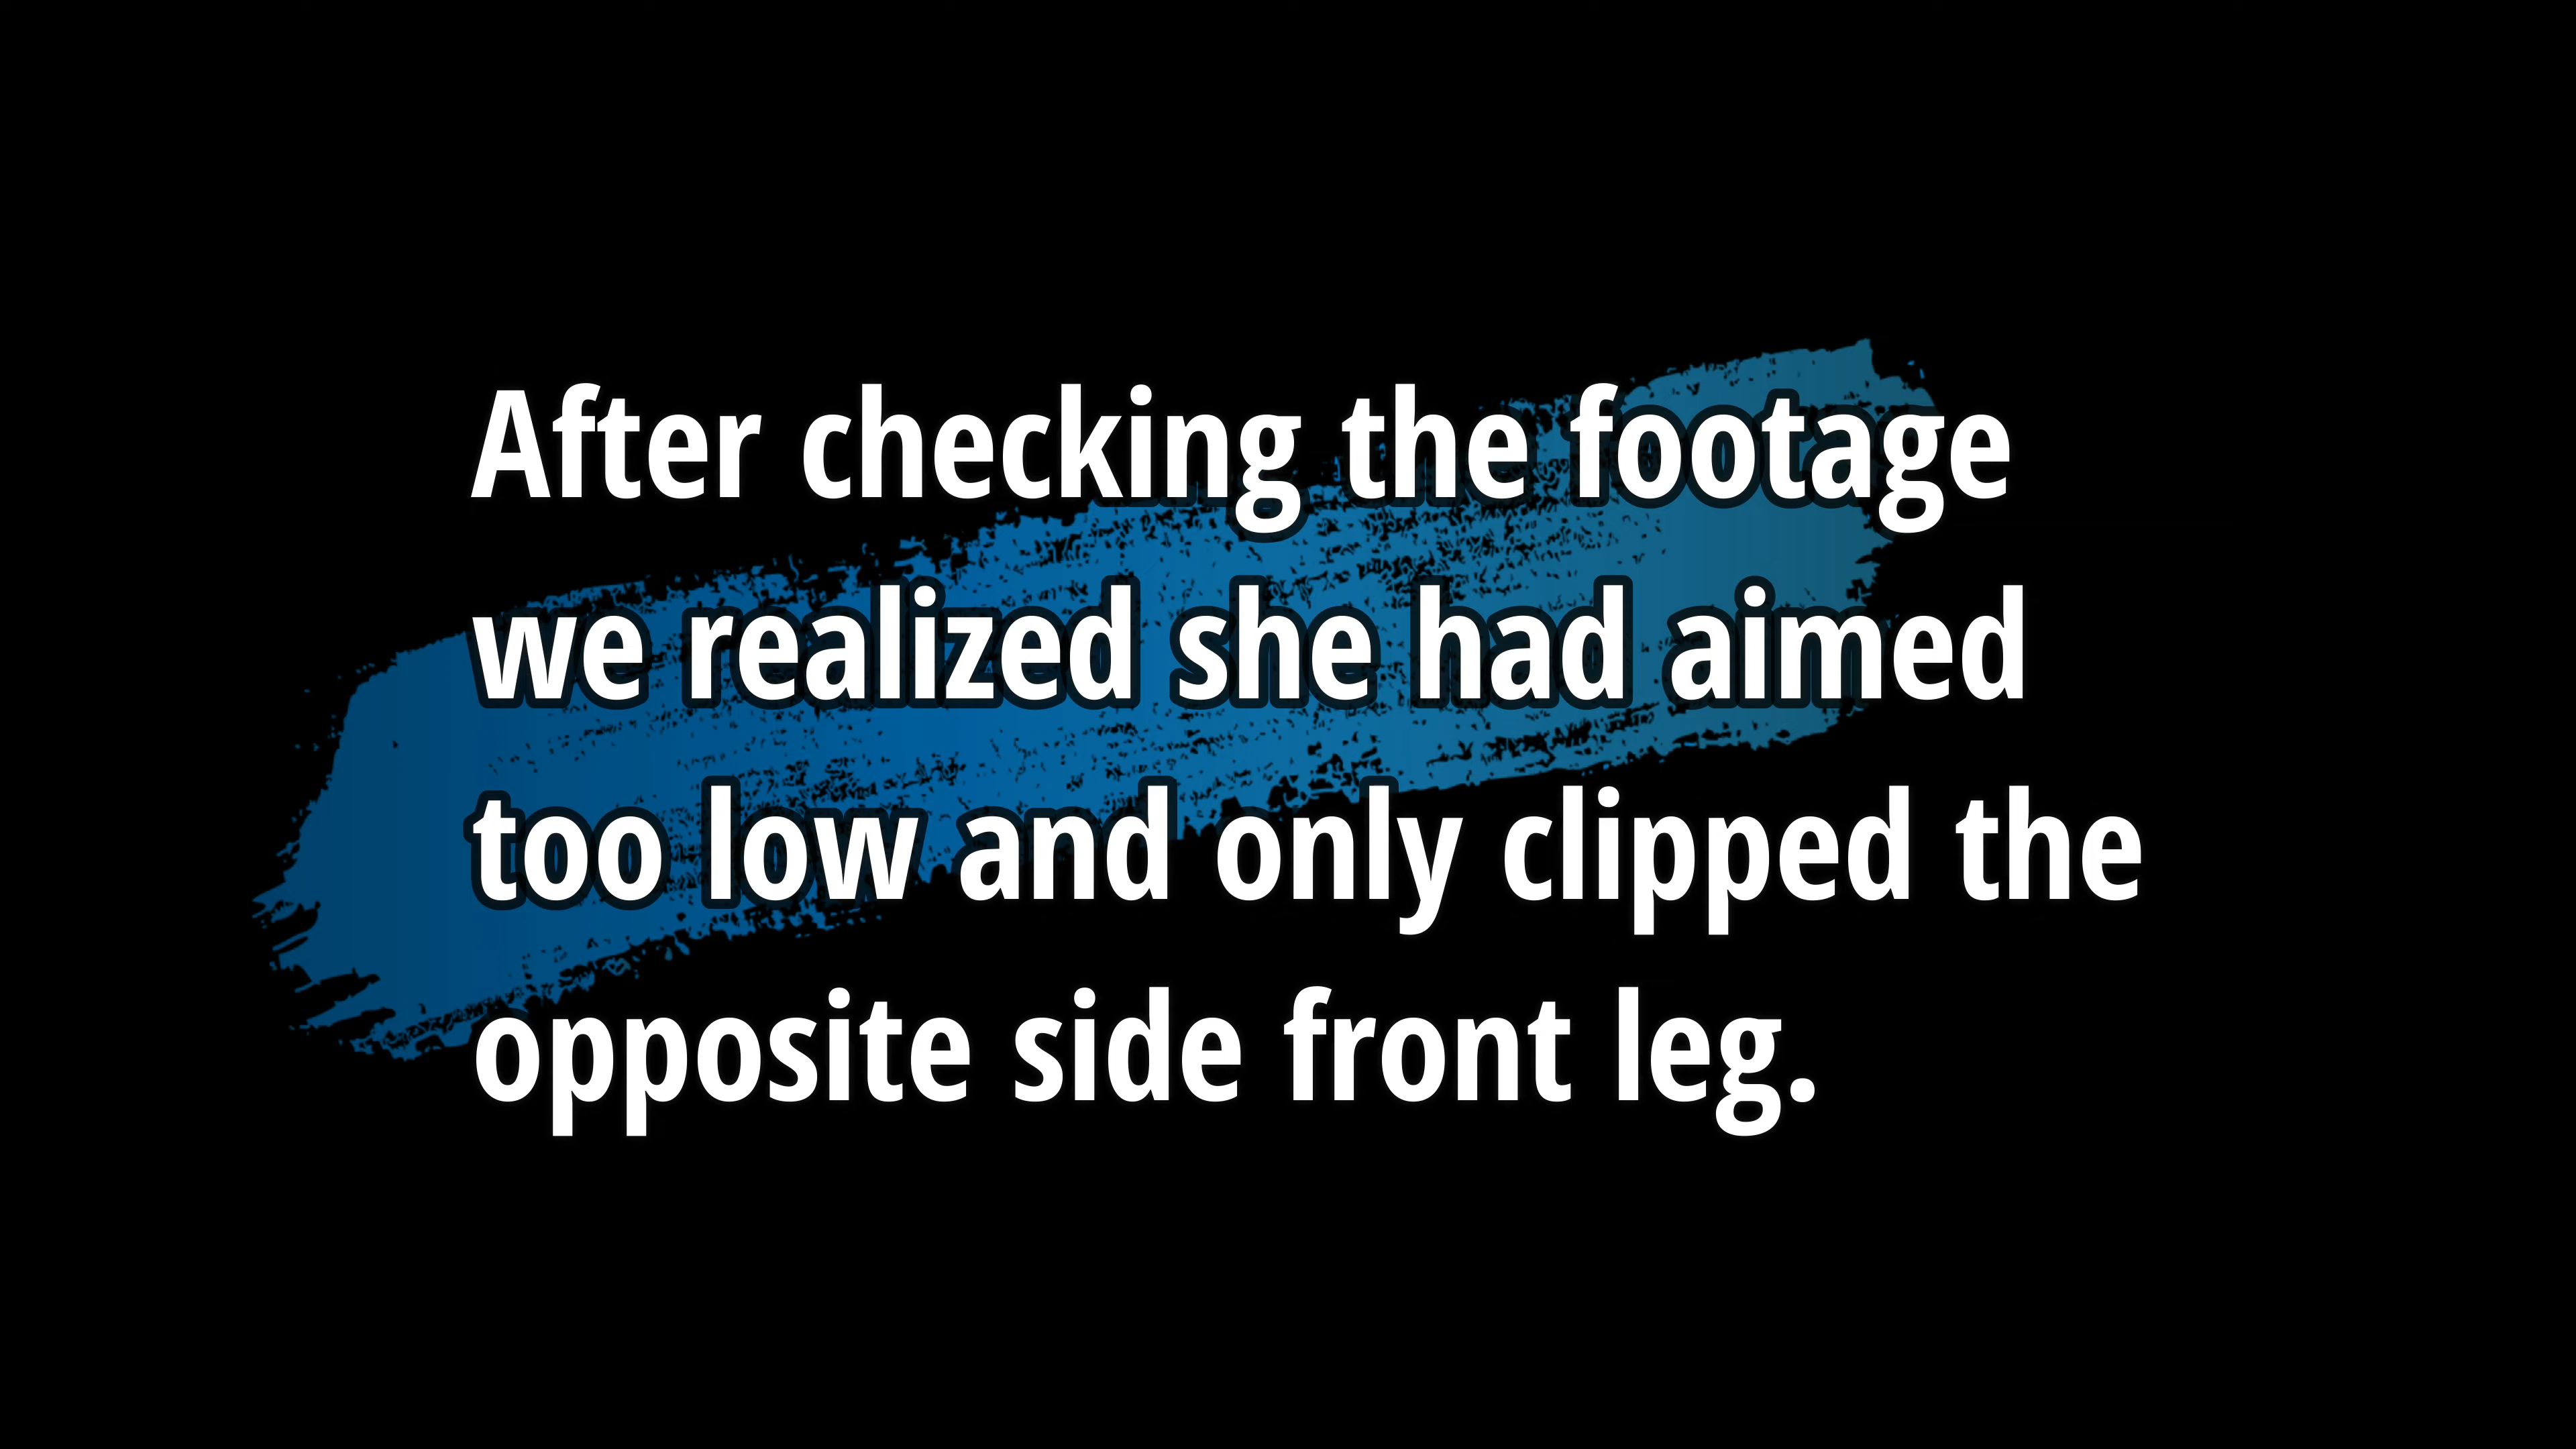 After checking the footage
we realized she had aimed
too low and only clipped the
opposite side front leg.